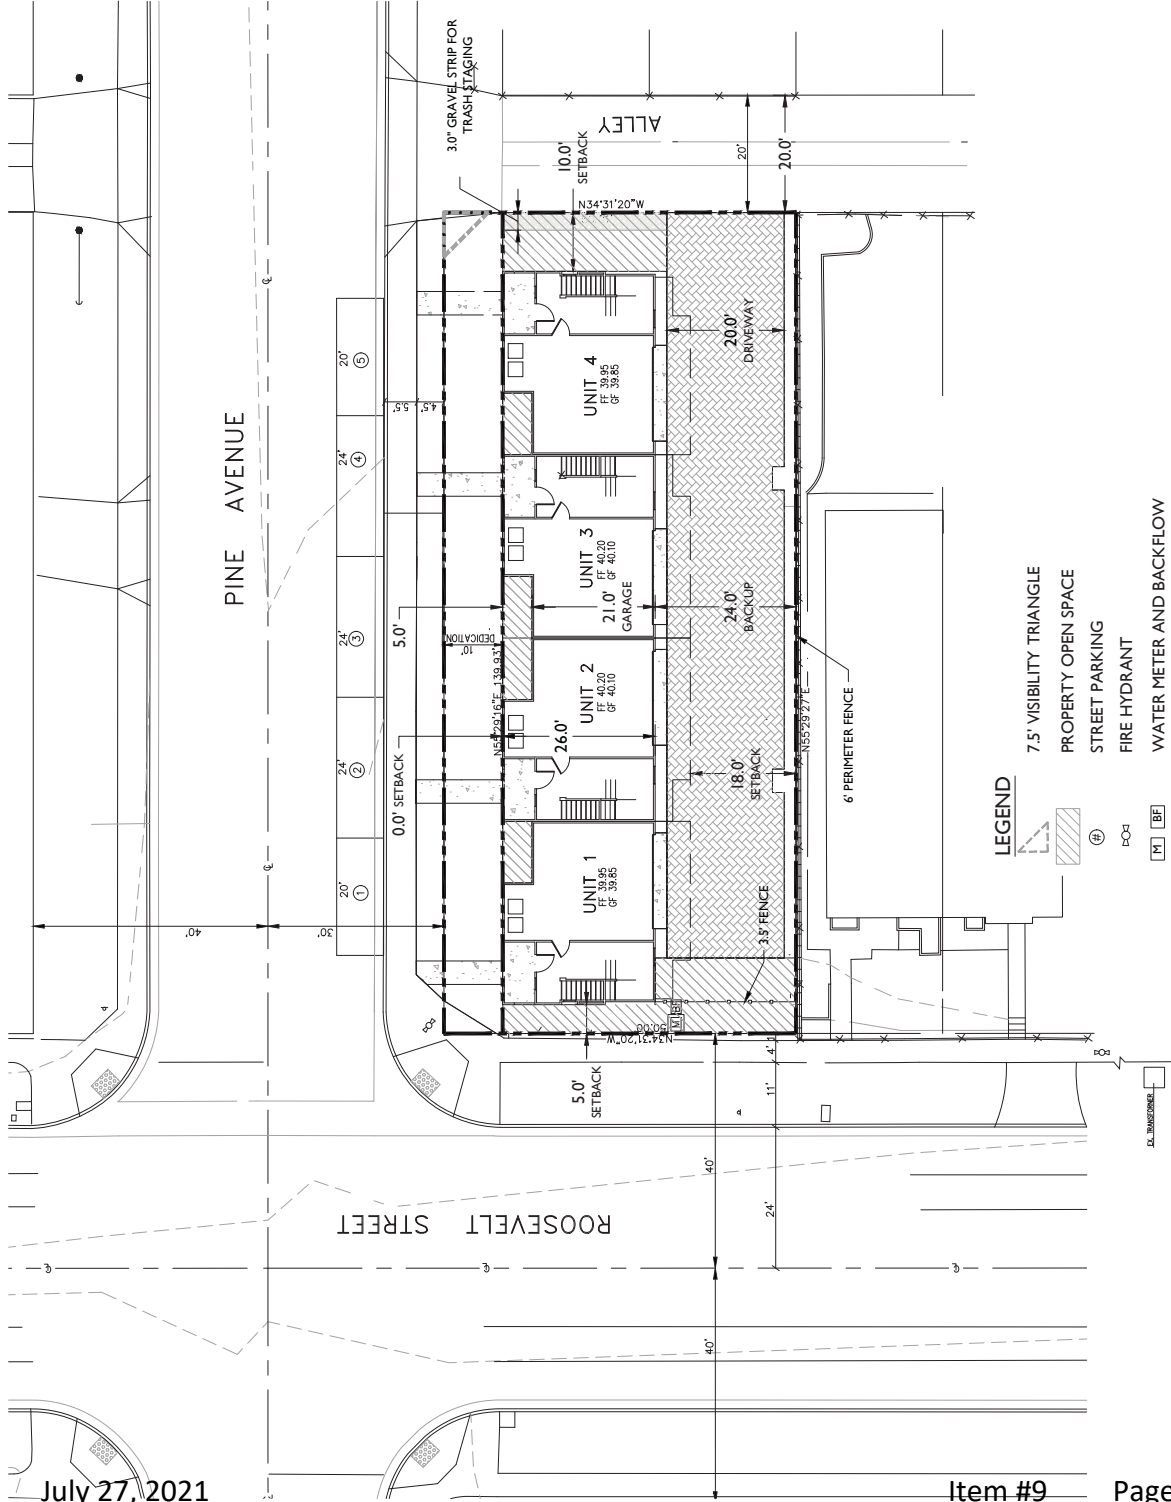 PINE AVENUE
3.0" GRAVEL STRIP FOR
TRASH STAGING
ALLEY
10.0'
SETBACK
20'
20.0'
N34°31'20"W
20'
5
24'
4
24'
3
24'
2
20'
1
5.5'
4.5'
40'
30'
5.0'
0.0' SETBACK
10'
DEDICATION
N55°29'16"E 139.93'
UNIT 4
FF 39.95
GF 39.85
UNIT 3
FF 40.20
GF 40.10
UNIT 2
FF 40.20
GF 40.10
UNIT 1
FF 39.95
GF 39.85
21.0'
GARAGE
26.0'
20.0'
DRIVEWAY
24.0'
BACKUP
18.0'
SETBACK
3.5' FENCE
6' PERIMETER FENCE
N55°29'27"E
M
BF
50.00
N34°31'20"W
5.0'
SETBACK
4'
11'
24'
40'
40'
ROOSEVELT STREET
EX. TRANSFORMER
LEGEND
7.5' VISIBILITY TRIANGLE
PROPERTY OPEN SPACE
# STREET PARKING
FIRE HYDRANT
M BF WATER METER AND BACKFLOW
July 27, 2021
Item #9
Page